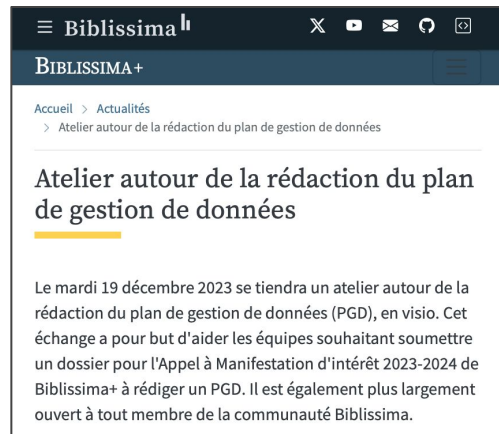 Biblissima
BIBLISSIMA+
Accueil > Actualités
> Atelier autour de la rédaction du plan de gestion de données
Atelier autour de la rédaction du plan
de gestion de données
Le mardi 19 décembre 2023 se tiendra un atelier autour de la
rédaction du plan de gestion de données (PGD), en visio. Cet
échange a pour but d'aider les équipes souhaitant soumettre
un dossier pour l'Appel à Manifestation d'intérêt 2023-2024 de
Biblissima+ à rédiger un PGD. Il est également plus largement
ouvert à tout membre de la communauté Biblissima.